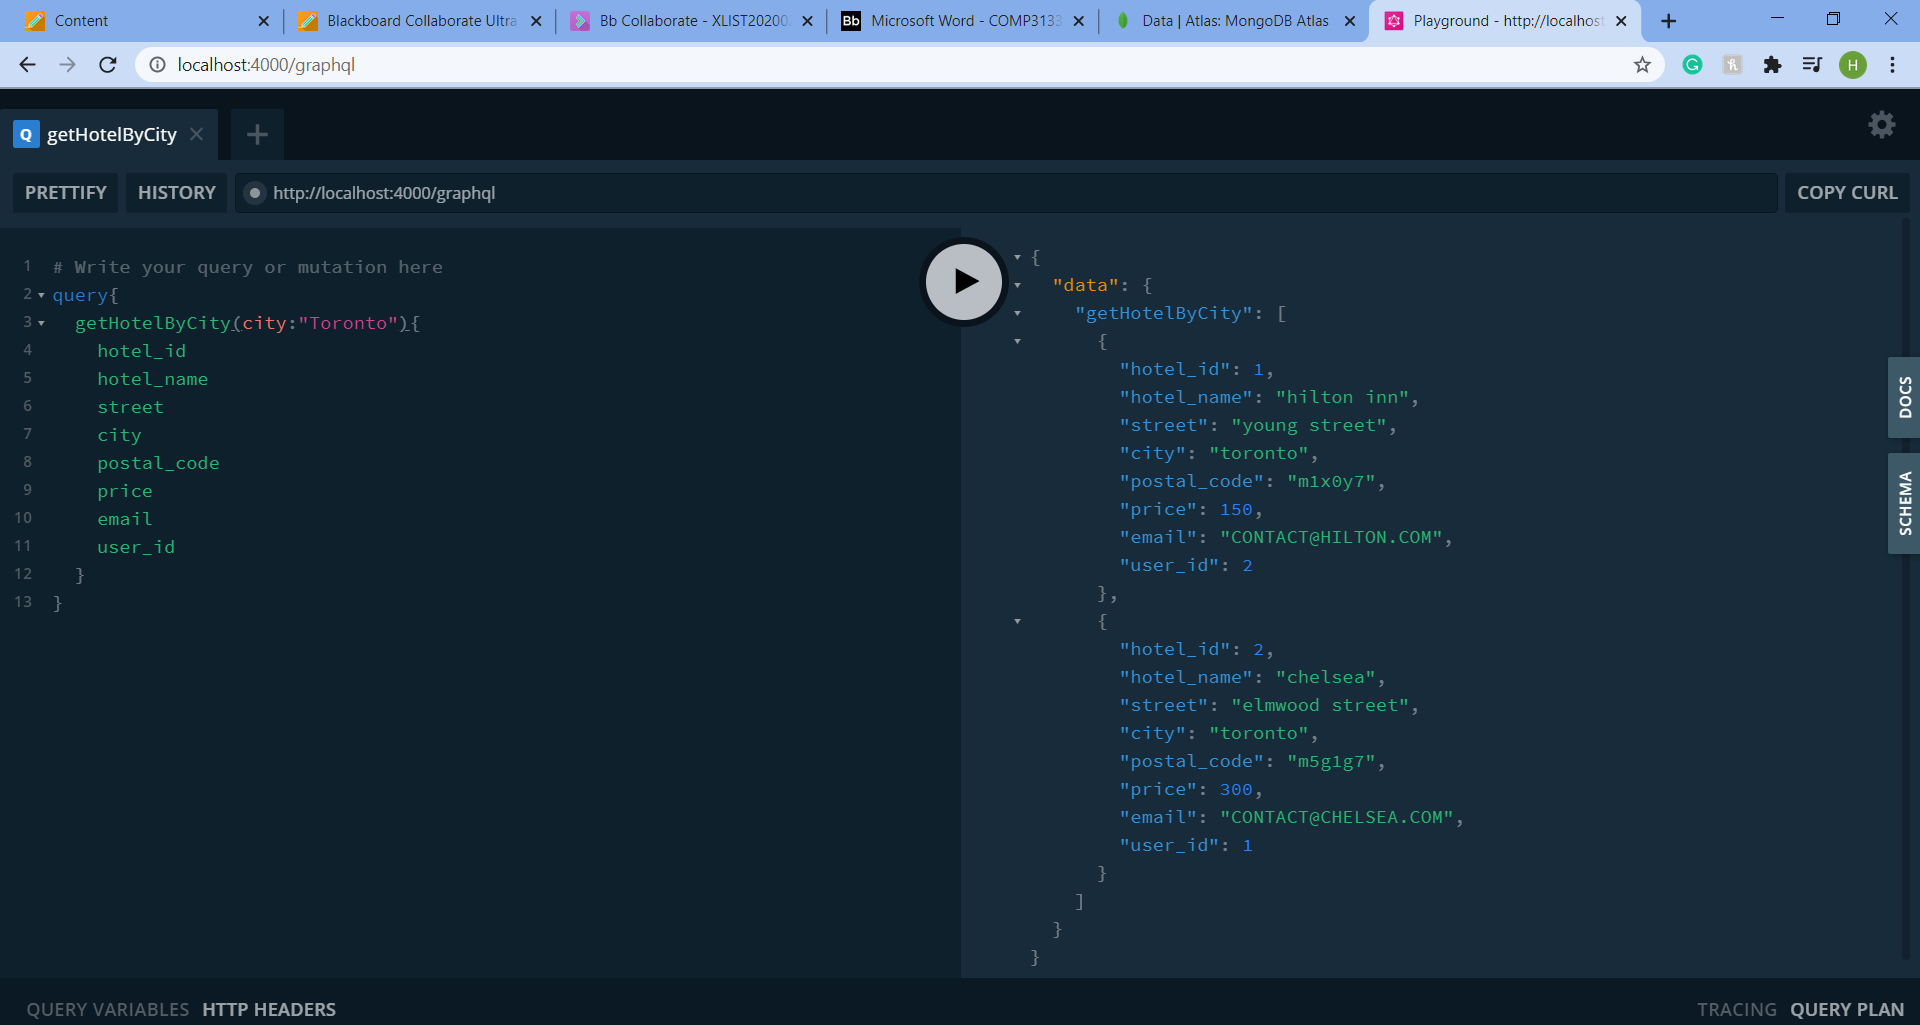 Content
Blackboard Collaborate Ultra
Bb Collaborate - XLIST2020
Bb Microsoft Word - COMP3133
Data | Atlas: MongoDB Atlas
Playground - http://localhost
localhost:4000/graphql
H
Q getHotelByCity
PRETTIFY
HISTORY
http://localhost:4000/graphql
COPY CURL
1 # Write your query or mutation here
2 query{
3 getHotelByCity(city:"Toronto"){
4 hotel_id
5 hotel_name
6 street
7 city
8 postal_code
9 price
10 email
11 user_id
12 }
13 }
{
"data": {
"getHotelByCity": [
{
"hotel_id": 1,
"hotel_name": "hilton inn",
"street": "young street",
"city": "toronto",
"postal_code": "m1x0y7",
"price": 150,
"email": "CONTACT@HILTON.COM",
"user_id": 2
},
{
"hotel_id": 2,
"hotel_name": "chelsea",
"street": "elmwood street",
"city": "toronto",
"postal_code": "m5g1g7",
"price": 300,
"email": "CONTACT@CHELSEA.COM",
"user_id": 1
}
]
}
}
DOCS
SCHEMA
QUERY VARIABLES HTTP HEADERS
TRACING QUERY PLAN